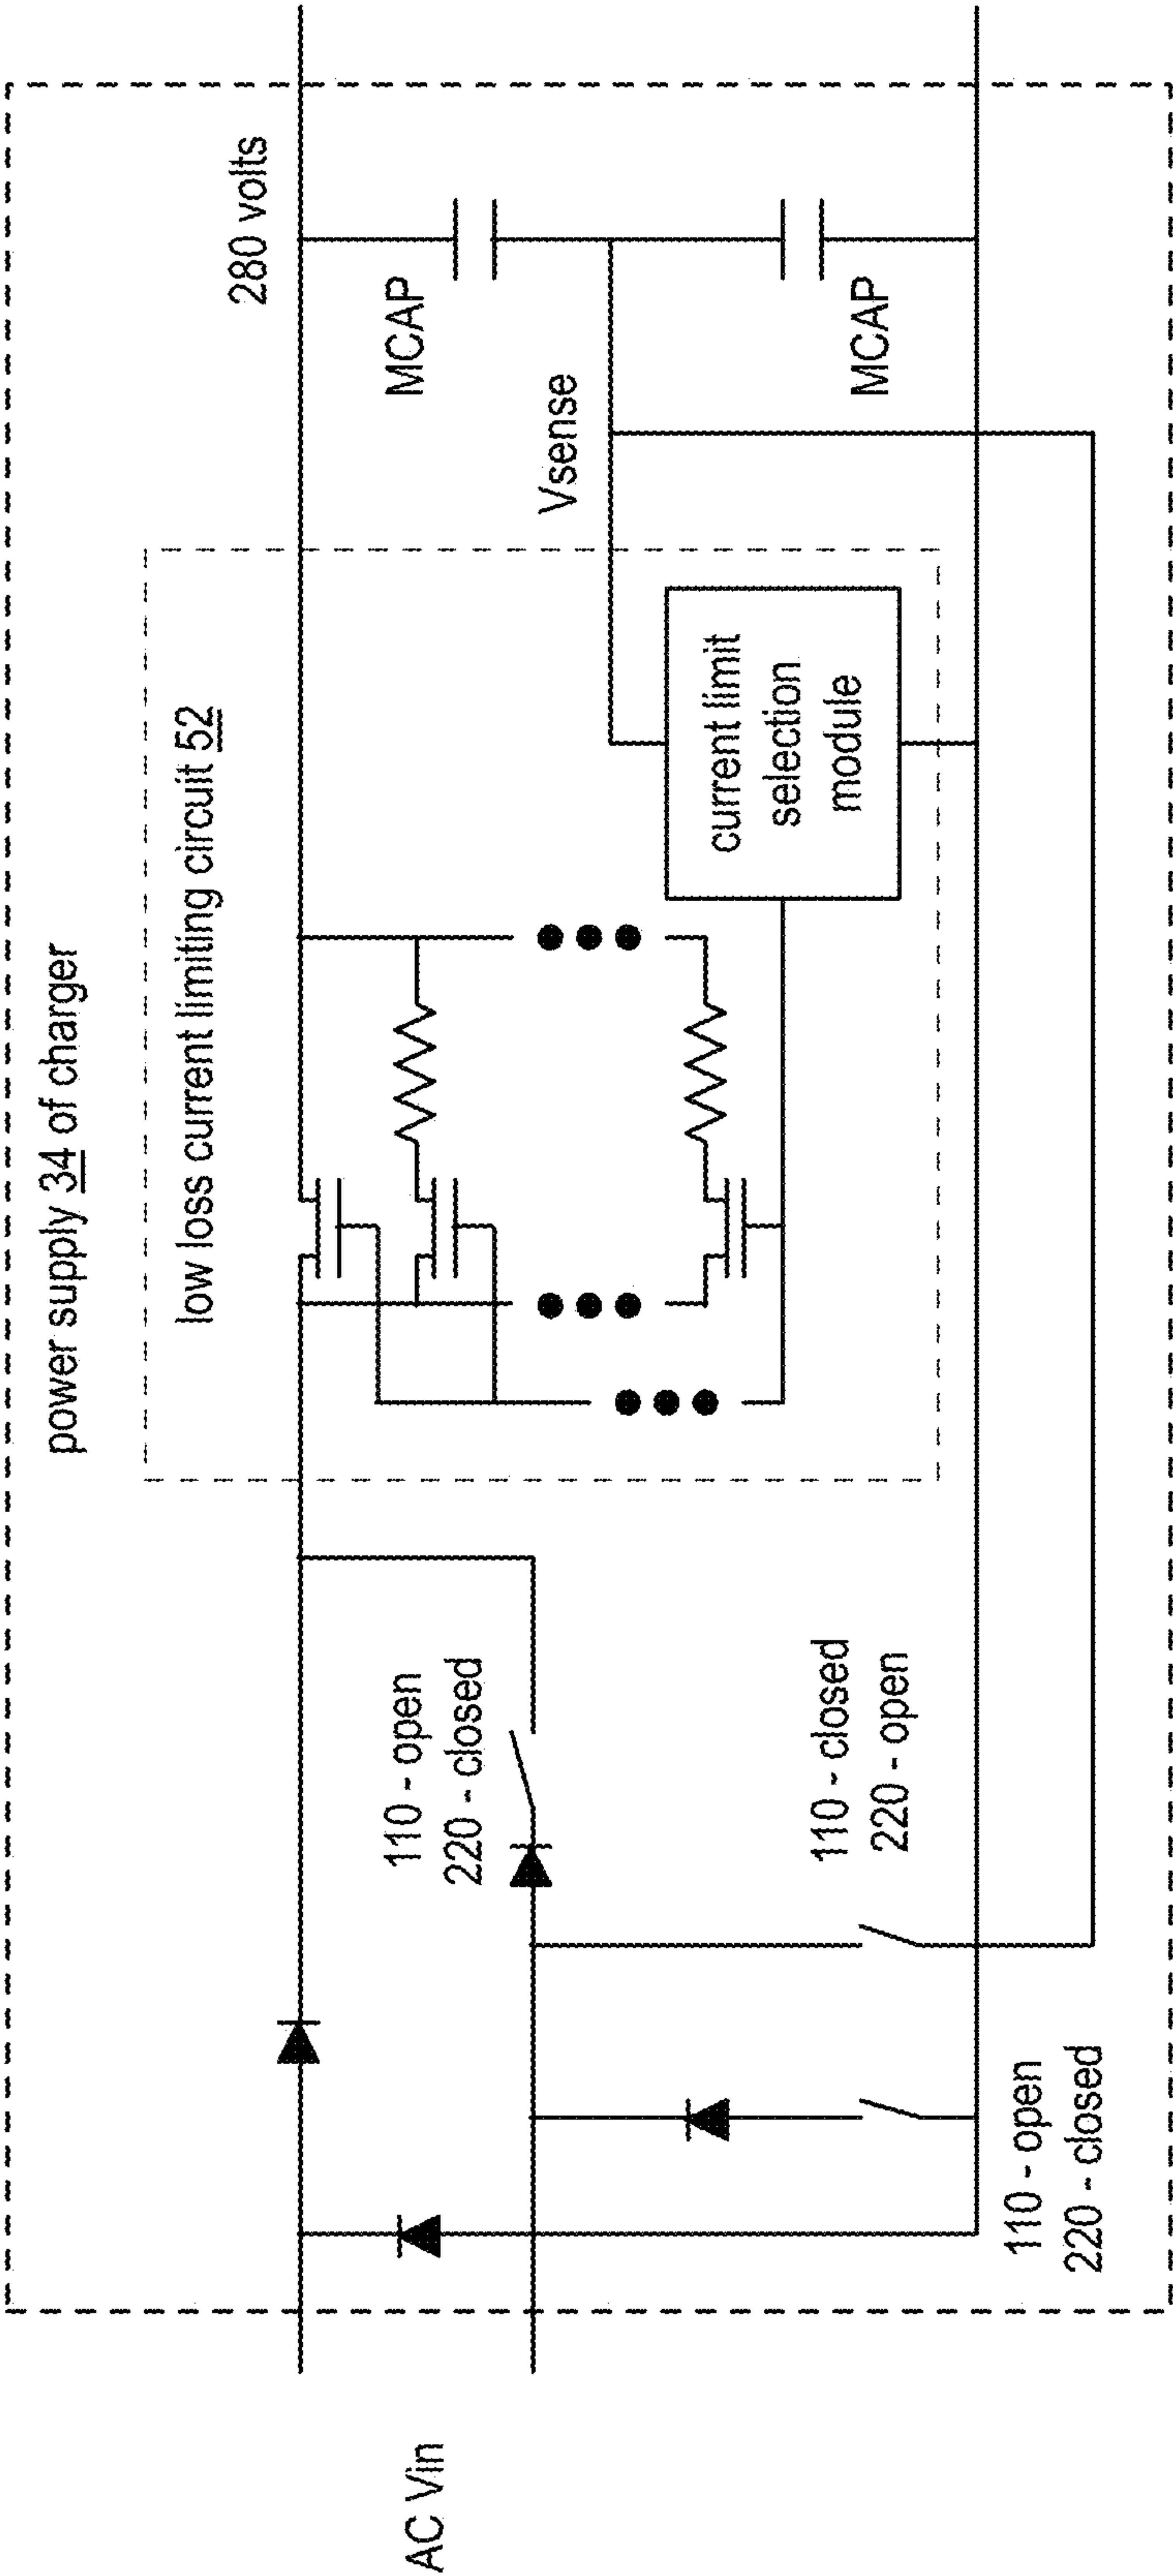 power supply 34 of charger
low loss current limiting circuit 52
280 volts
MCAP
Vsense
MCAP
current limit
selection
module
110 - open
220 - closed
110 - closed
220 - open
110 - open
220 - closed
AC Vin